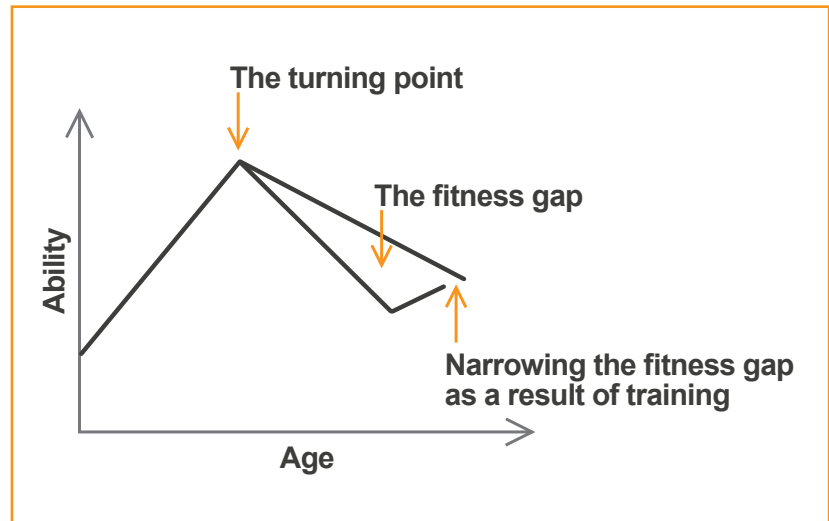 The turning point
The fitness gap
Ability
Narrowing the fitness gap
as a result of training
Age